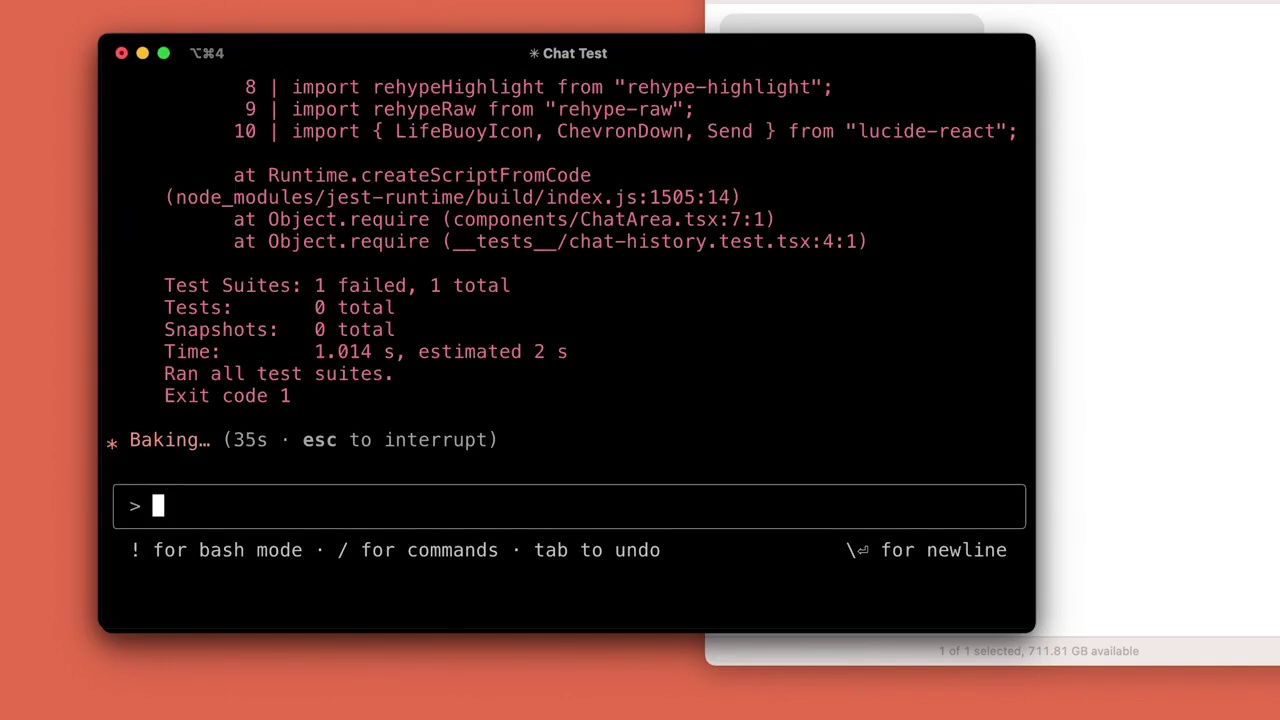 ⌥⌘4
✳ Chat Test
8 | import rehypeHighlight from "rehype-highlight";
9 | import rehypeRaw from "rehype-raw";
10 | import { LifeBuoyIcon, ChevronDown, Send } from "lucide-react";
at Runtime.createScriptFromCode
(node_modules/jest-runtime/build/index.js:1505:14)
at Object.require (components/ChatArea.tsx:7:1)
at Object.require (__tests__/chat-history.test.tsx:4:1)
Test Suites: 1 failed, 1 total
Tests: 0 total
Snapshots: 0 total
Time: 1.014 s, estimated 2 s
Ran all test suites.
Exit code 1
* Baking… (35s · esc to interrupt)
>
! for bash mode · / for commands · tab to undo
\⏎ for newline
1 of 1 selected, 711.81 GB available